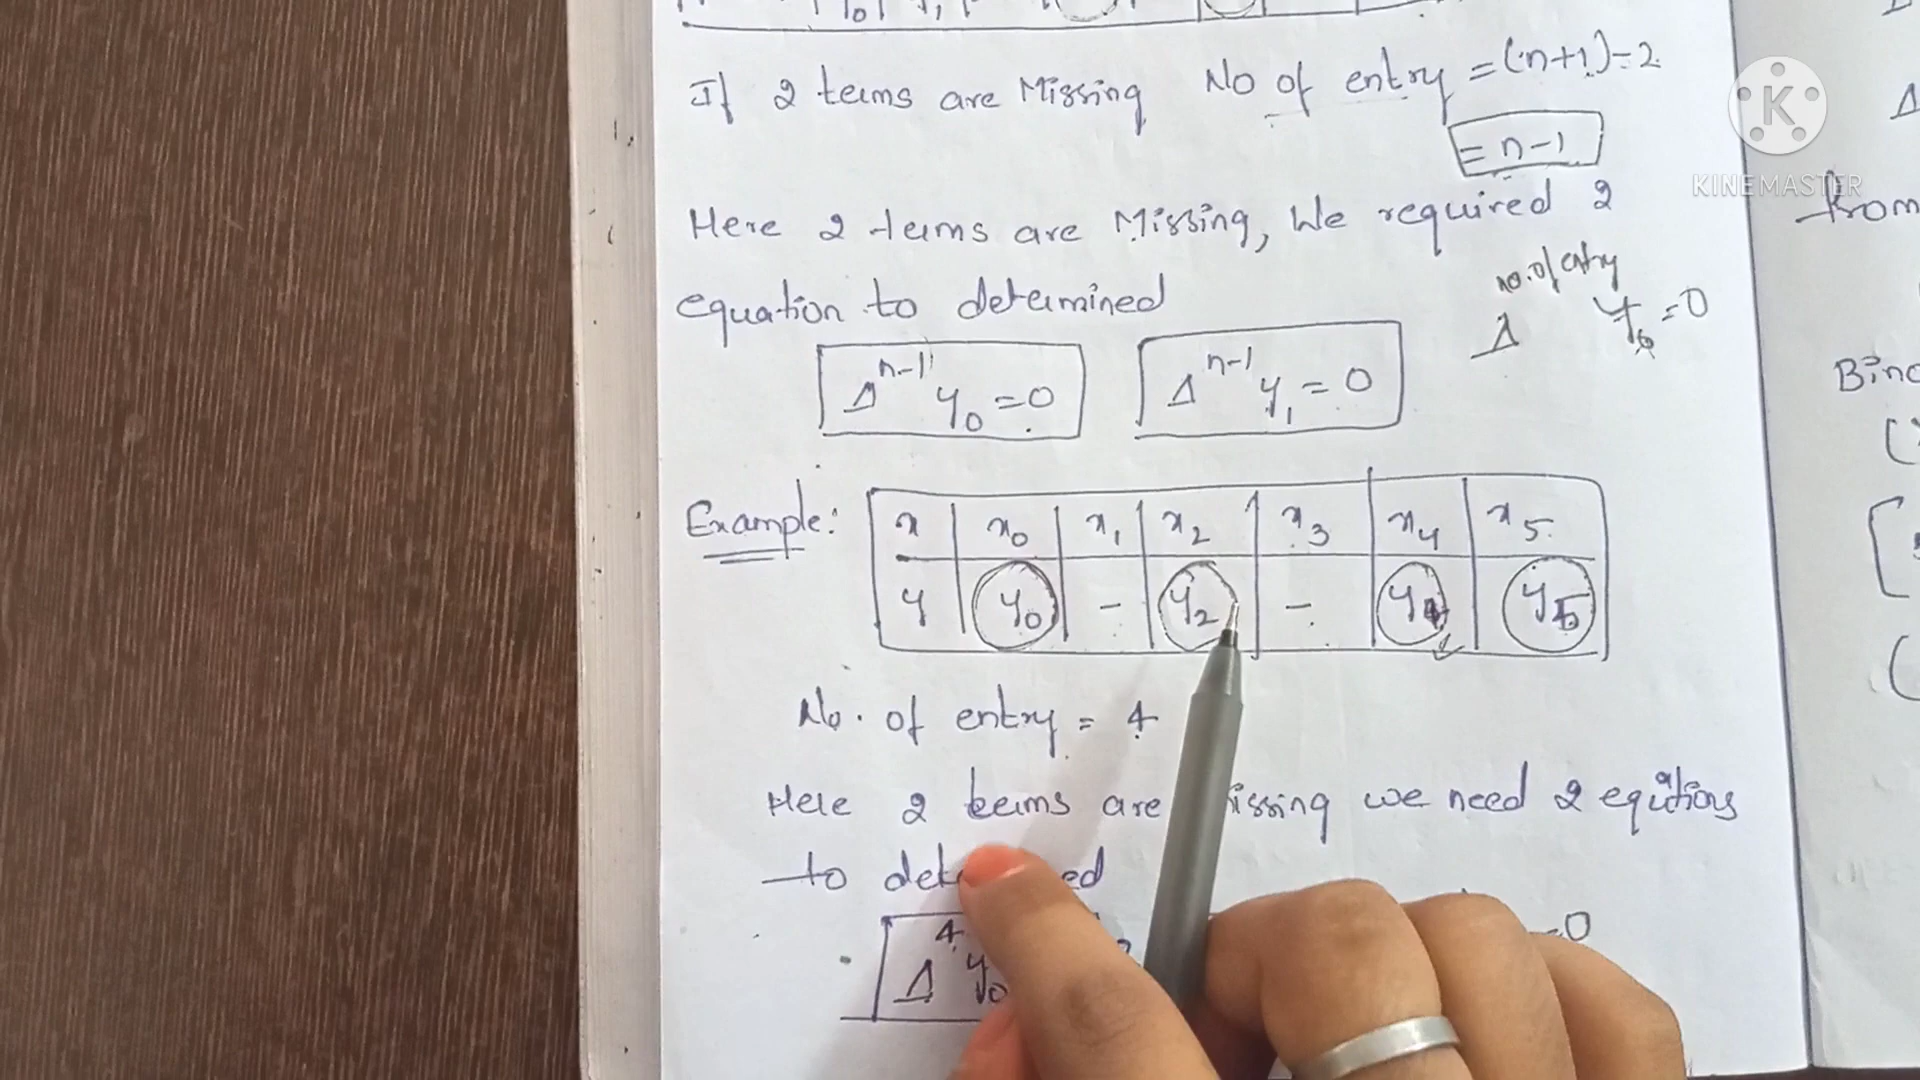 If 2 terms are Missing No of entry = (n+1)-2
= n-1
Here 2 terms are Missing, We required 2
equation to determined
no. of entry
Δ y₀ = 0
Δⁿ⁻¹ y₀ = 0 Δⁿ⁻¹ y₁ = 0
Example:
x x₀ x₁ x₂ x₃ x₄ x₅
y y₀ - y₂ - y₄ y₅
No. of entry = 4
Here 2 terms are issing we need 2 equations
to ed
Δ⁴ y₀ =0
from
K
KINEMASTER